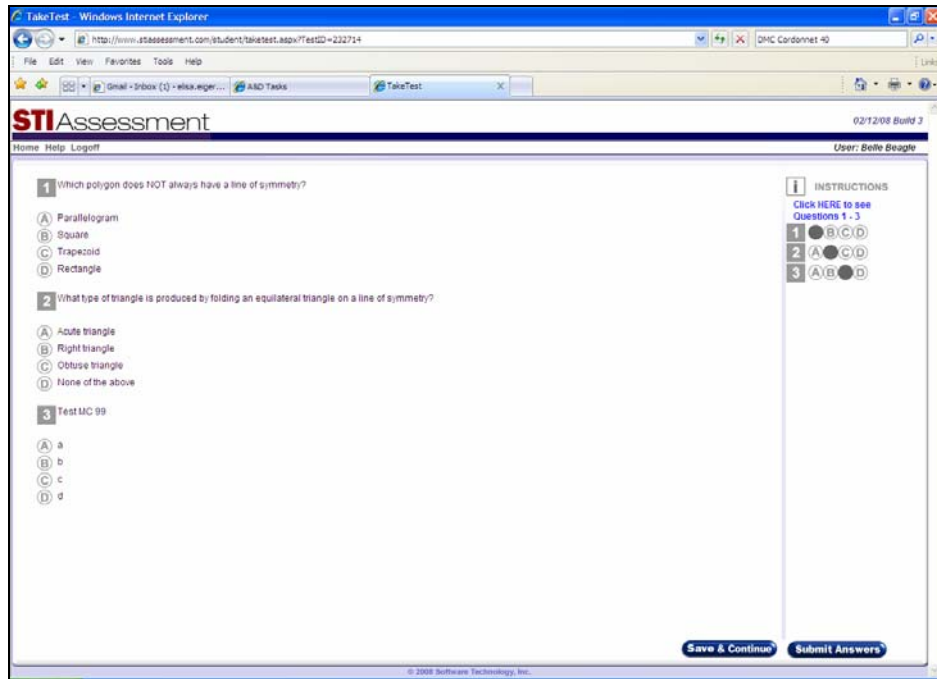 TakeTest - Windows Internet Explorer
http://www.stiassessment.com/student/taketest.aspx?TestID=232714
DMC Cordonnet 40
File Edit View Favorites Tools Help
Links
Gmail - Inbox (1) - elsa.eger... A&D Tasks TakeTest X
STIAssessment
02/12/08 Build 3
Home Help Logoff
User: Belle Beagle
1 Which polygon does NOT always have a line of symmetry?
A Parallelogram
B Square
C Trapezoid
D Rectangle
2 What type of triangle is produced by folding an equilateral triangle on a line of symmetry?
A Acute triangle
B Right triangle
C Obtuse triangle
D None of the above
3 Test MC 99
A a
B b
C c
D d
i INSTRUCTIONS
Click HERE to see
Questions 1 - 3
1 B C D
2 A C D
3 A B D
Save & Continue
Submit Answers
© 2008 Software Technology, Inc.